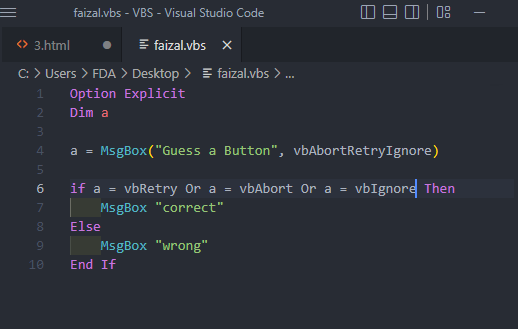 faizal.vbs - VBS - Visual Studio Code
<> 3.html faizal.vbs ×
C: > Users > FDA > Desktop > faizal.vbs > ...
1 Option Explicit
2 Dim a
3
4 a = MsgBox("Guess a Button", vbAbortRetryIgnore)
5
6 if a = vbRetry Or a = vbAbort Or a = vbIgnore Then
7 MsgBox "correct"
8 Else
9 MsgBox "wrong"
10 End If